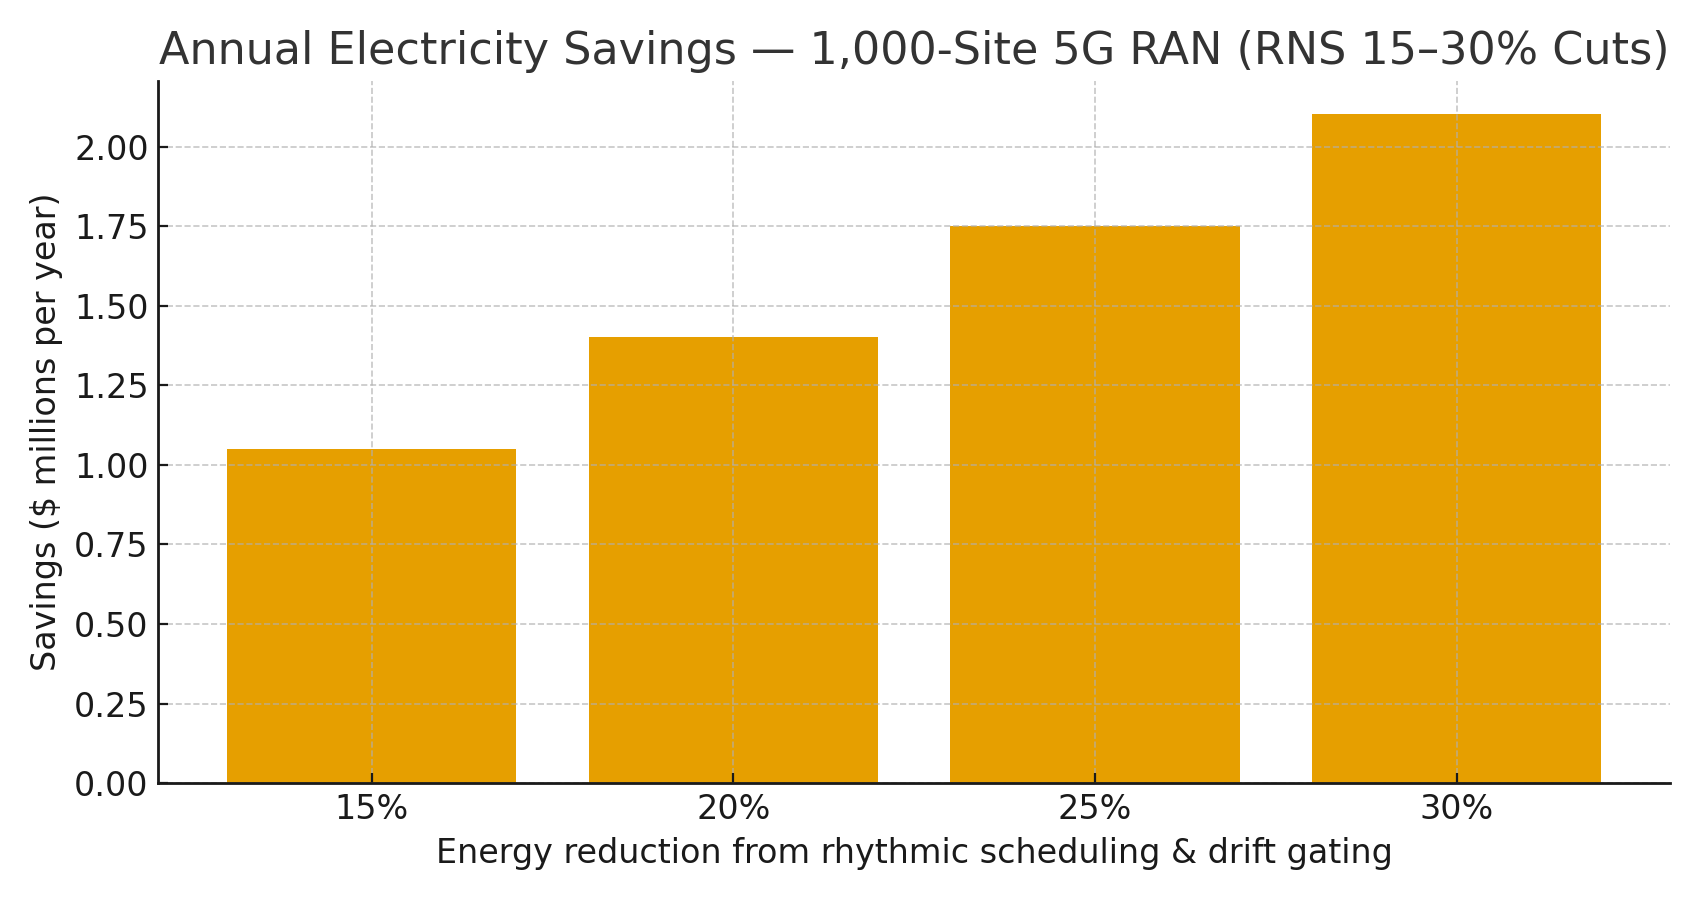 Annual Electricity Savings — 1,000-Site 5G RAN (RNS 15–30% Cuts)
Savings ($ millions per year)
2.00
1.75
1.50
1.25
1.00
0.75
0.50
0.25
0.00
15% 20% 25% 30%
Energy reduction from rhythmic scheduling & drift gating